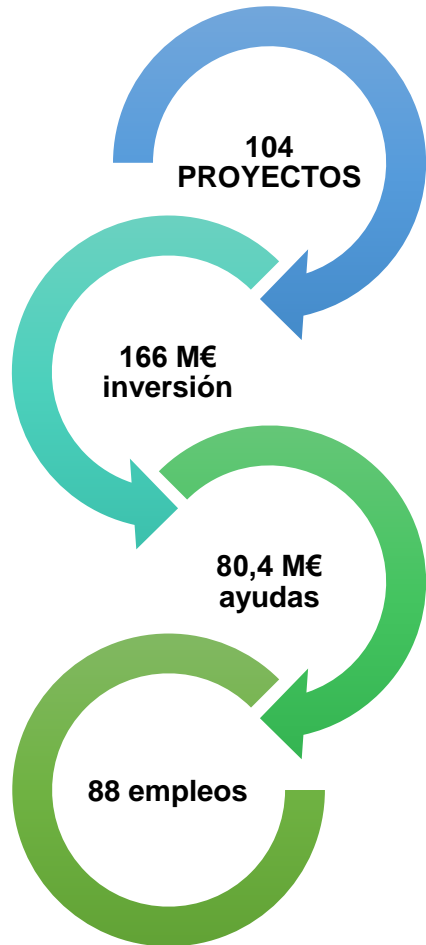 104
PROYECTOS
166 M€
inversión
80,4 M€
ayudas
88 empleos